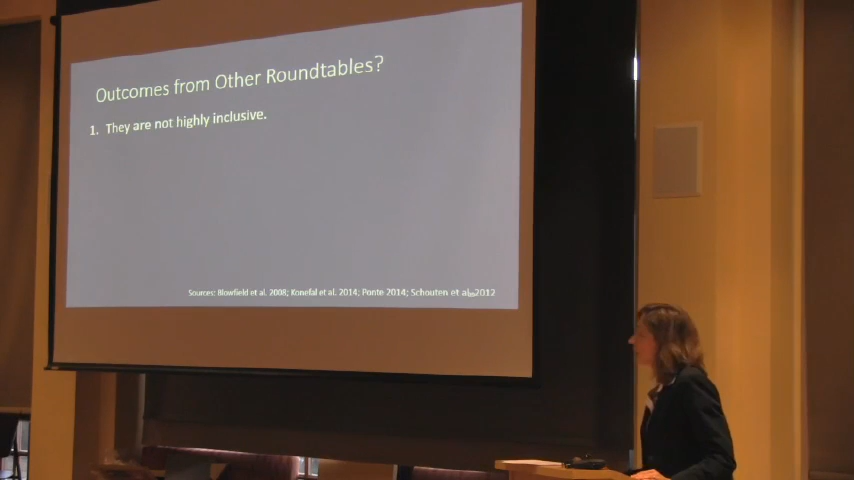 Outcomes from Other Roundtables?
1. They are not highly inclusive.
Sources: Blowfield et al. 2008; Konefal et al. 2014; Ponte 2014; Schouten et al. 2012